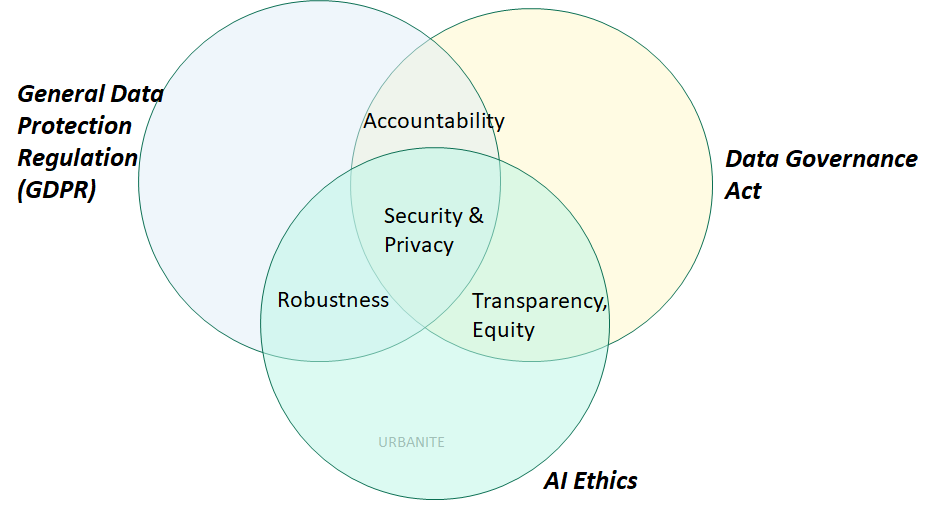 General Data
Protection
Regulation
(GDPR)
Accountability
Data Governance
Act
Security &
Privacy
Robustness
Transparency,
Equity
URBANITE
AI Ethics